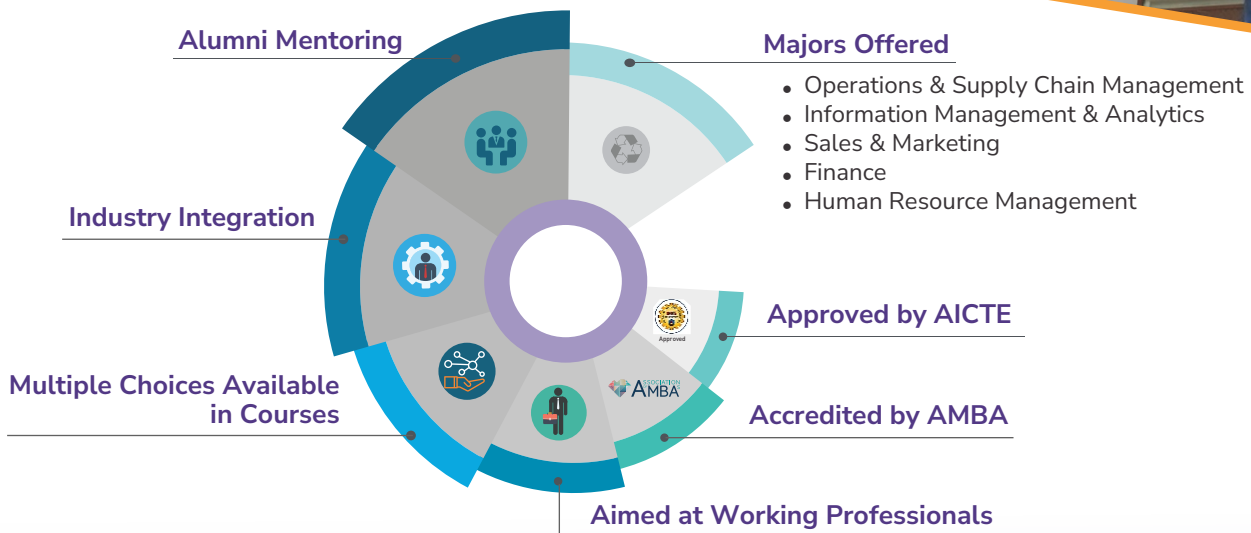 Alumni Mentoring
Majors Offered
• Operations & Supply Chain Management
• Information Management & Analytics
• Sales & Marketing
• Finance
• Human Resource Management
Industry Integration
Approved by AICTE
Approved
Multiple Choices Available
in Courses
ASSOCIATION
AMBA
Accredited by AMBA
Aimed at Working Professionals